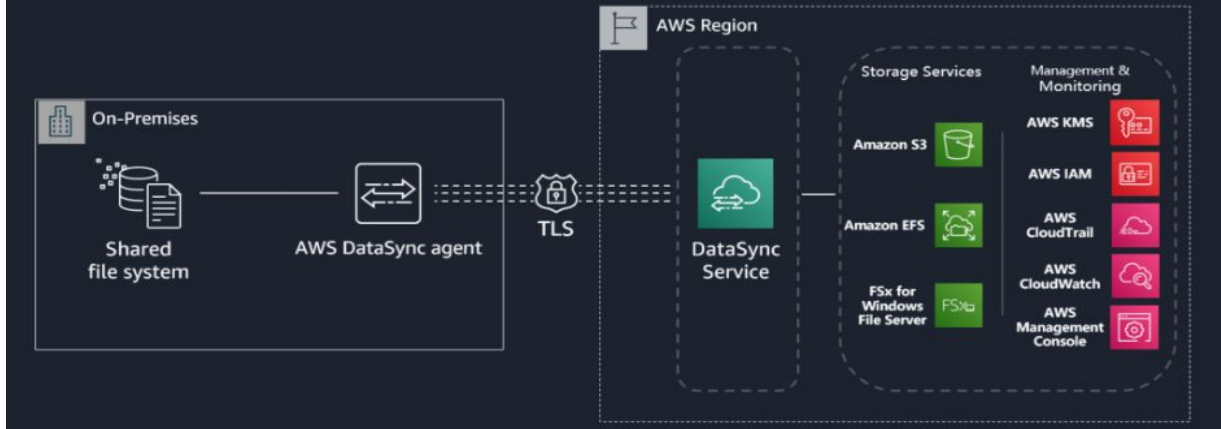 AWS Region
On-Premises
Shared
file system
AWS DataSync agent
TLS
DataSync
Service
Storage Services
Amazon S3
Amazon EFS
FSx for
Windows
File Server
FSx
Management &
Monitoring
AWS KMS
AWS IAM
AWS
CloudTrail
AWS
CloudWatch
AWS
Management
Console